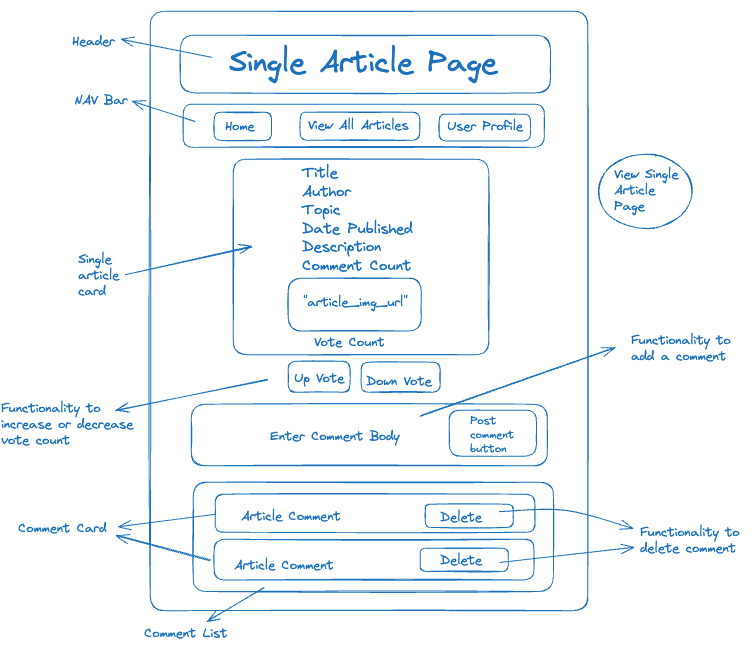 Header
Single Article Page
NAV Bar
Home
View All Articles
User Profile
View Single
Article
Page
Title
Author
Topic
Date Published
Description
Comment Count
"article_img_url"
Vote Count
Single
article
card
Up Vote
Down Vote
Functionality to
add a comment
Functionality to
increase or decrease
vote count
Enter Comment Body
Post
comment
button
Article Comment
Delete
Comment Card
Article Comment
Delete
Functionality to
delete comment
Comment List